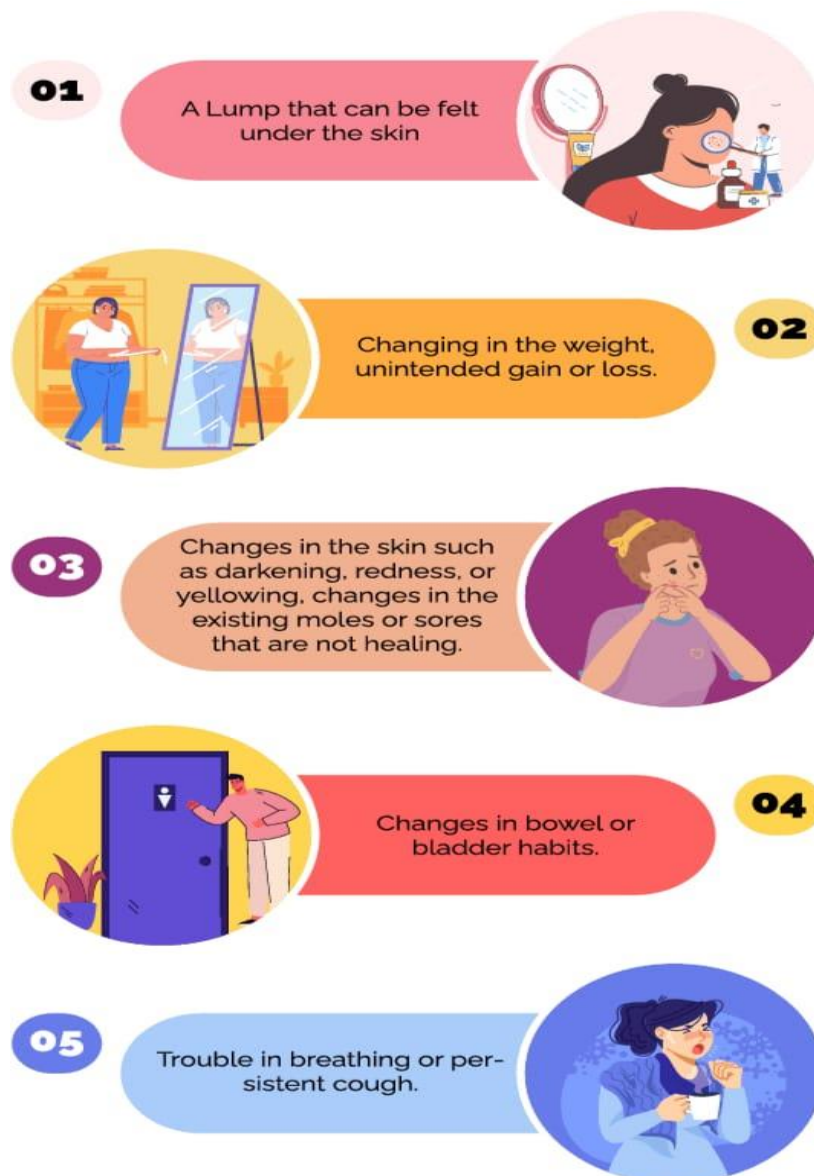 01
A Lump that can be felt
under the skin
Changing in the weight,
unintended gain or loss.
02
03
Changes in the skin such
as darkening, redness, or
yellowing, changes in the
existing moles or sores
that are not healing.
Changes in bowel or
bladder habits.
04
05
Trouble in breathing or per-
sistent cough.